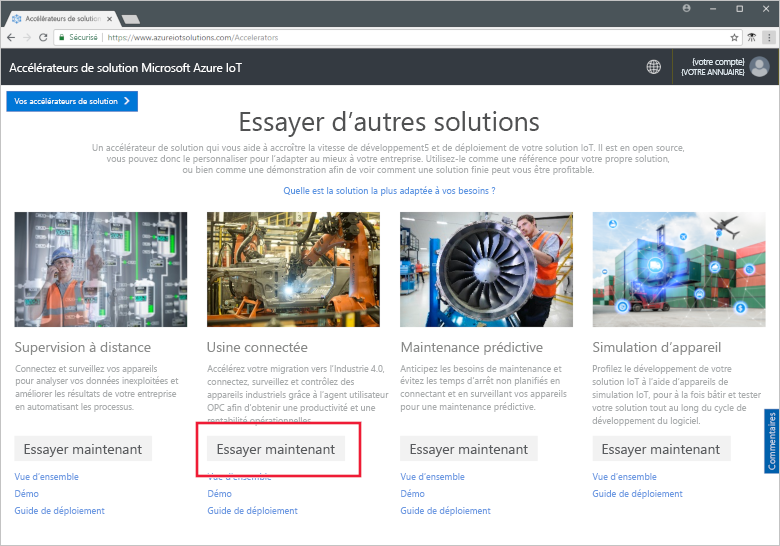 Accélérateurs de solution
Sécurisé
https://www.azureiotsolutions.com/Accelerators
Accélérateurs de solution Microsoft Azure IoT
{votre compte}
{VOTRE ANNUAIRE}
Vos accélérateurs de solution
Essayer d'autres solutions
Un accélérateur de solution qui vous aide à accroître la vitesse de développement5 et de déploiement de votre solution IoT. Il est en open source,
vous pouvez donc le personnaliser pour l'adapter au mieux à votre entreprise. Utilisez-le comme une référence pour votre propre solution,
ou bien comme une démonstration afin de voir comment une solution finie peut vous être profitable.
Quelle est la solution la plus adaptée à vos besoins ?
Supervision à distance
Connectez et surveillez vos appareils
pour analyser vos données inexploitées et
améliorer les résultats de votre entreprise
en automatisant les processus.
Essayer maintenant
Vue d'ensemble
Démo
Guide de déploiement
Usine connectée
Accélérez votre migration vers l'Industrie 4.0,
connectez, surveillez et contrôlez des
appareils industriels grâce à l'agent utilisateur
OPC afin d'obtenir une productivité et une
rentabilité opérationnelles.
Essayer maintenant
Vue d'ensemble
Démo
Guide de déploiement
Maintenance prédictive
Anticipez les besoins de maintenance et
évitez les temps d'arrêt non planifiés en
connectant et en surveillant vos appareils
pour une maintenance prédictive.
Essayer maintenant
Vue d'ensemble
Démo
Guide de déploiement
Simulation d'appareil
Profilez le développement de votre
solution IoT à l'aide d'appareils de
simulation IoT, pour à la fois bâtir et tester
votre solution tout au long du cycle de
développement du logiciel.
Essayer maintenant
Vue d'ensemble
Guide de déploiement
Commentaires